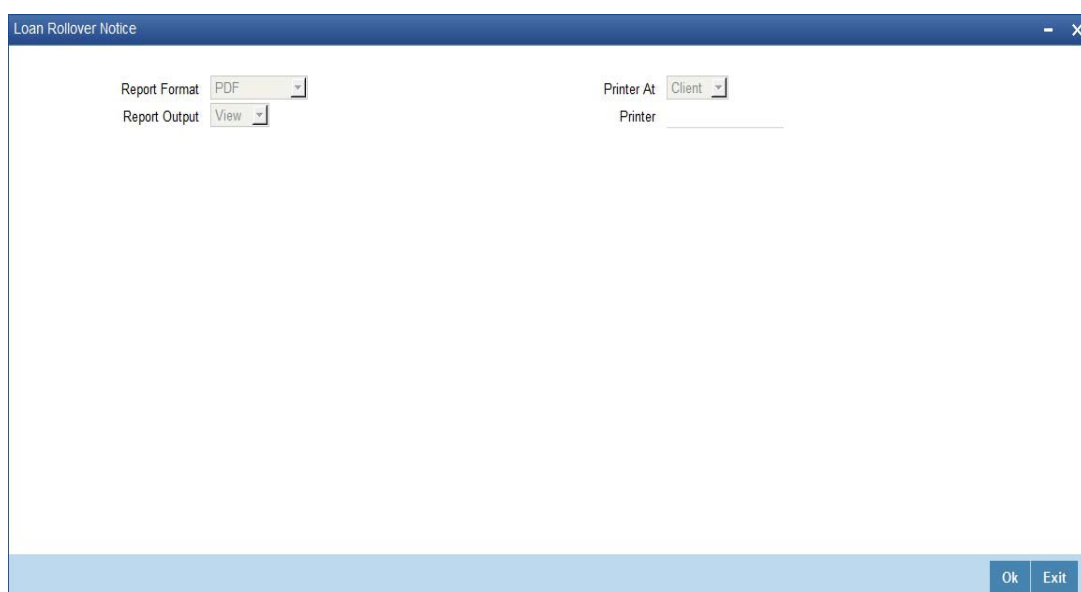 Loan Rollover Notice
Report Format PDF Printer At Client
Report Output View Printer
Ok Exit